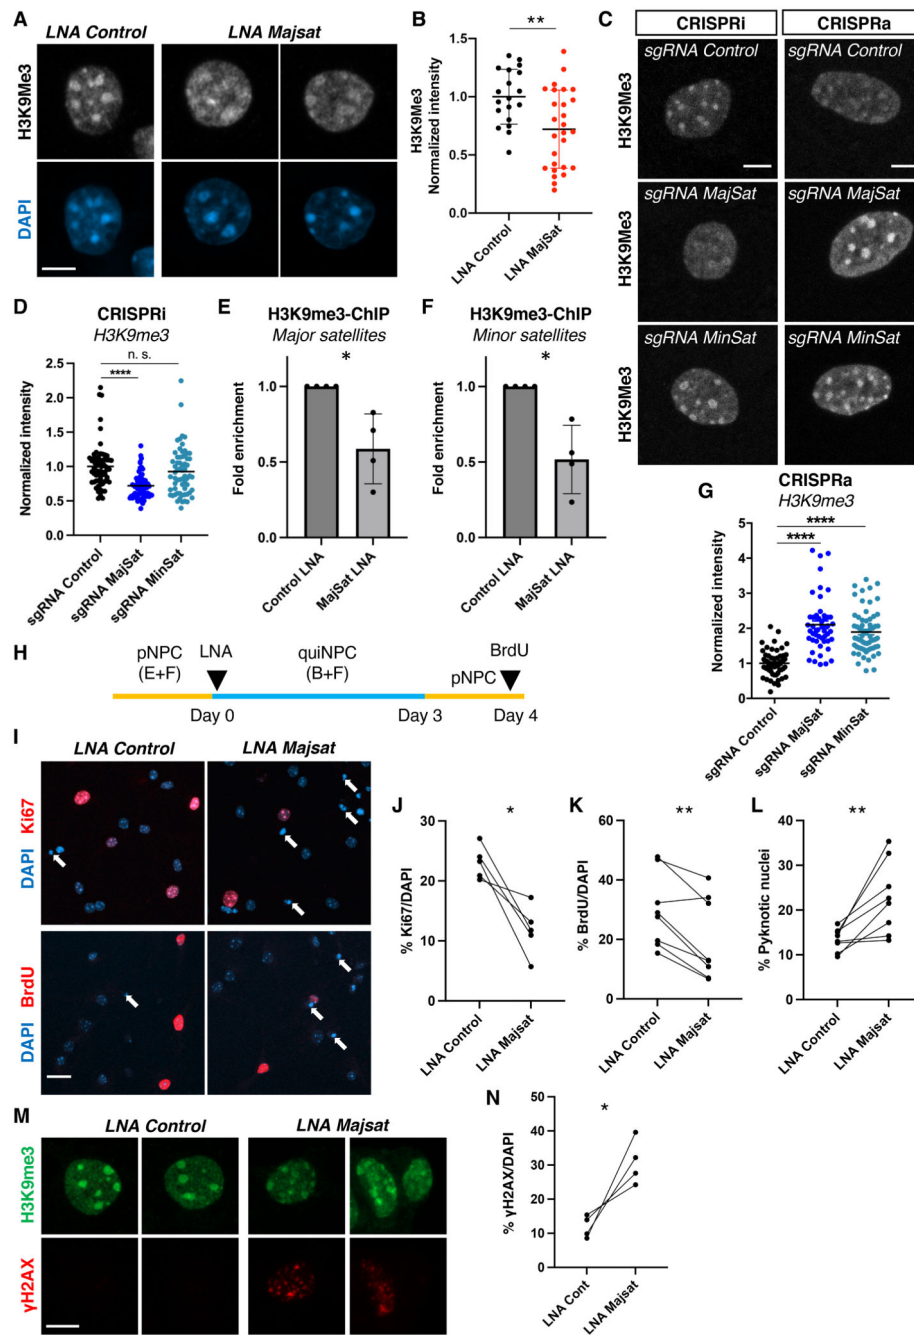 A
LNA Control
LNA Majsat
H3K9Me3
DAPI
B
**
H3K9Me3
Normalized intensity
1.5
1.0
0.5
0.0
LNA Control
LNA MajSat
C
CRISPRi
CRISPRa
sgRNA Control
sgRNA Control
H3K9Me3
sgRNA MajSat
sgRNA MajSat
H3K9Me3
sgRNA MinSat
sgRNA MinSat
H3K9Me3
D
CRISPRi
H3K9me3
n. s.
****
Normalized intensity
2.5
2.0
1.5
1.0
0.5
0.0
sgRNA Control
sgRNA MajSat
sgRNA MinSat
E
H3K9me3-ChIP
Major satellites
*
Fold enrichment
1.0
0.5
0.0
Control LNA
MajSat LNA
F
H3K9me3-ChIP
Minor satellites
*
Fold enrichment
1.0
0.5
0.0
Control LNA
MajSat LNA
G
CRISPRa
H3K9me3
****
****
Normalized intensity
5
4
3
2
1
0
sgRNA Control
sgRNA MajSat
sgRNA MinSat
H
pNPC
(E+F)
LNA
quiNPC
(B+F)
BrdU
pNPC
Day 0
Day 3
Day 4
I
LNA Control
LNA Majsat
DAPI Ki67
DAPI BrdU
J
*
% Ki67/DAPI
30
20
10
0
LNA Control
LNA Majsat
K
**
% BrdU/DAPI
60
40
20
0
LNA Control
LNA Majsat
L
**
% Pyknotic nuclei
40
30
20
10
0
LNA Control
LNA Majsat
M
LNA Control
LNA Majsat
H3K9me3
γH2AX
N
*
% γH2AX/DAPI
50
40
30
20
10
0
LNA Cont
LNA Majsat